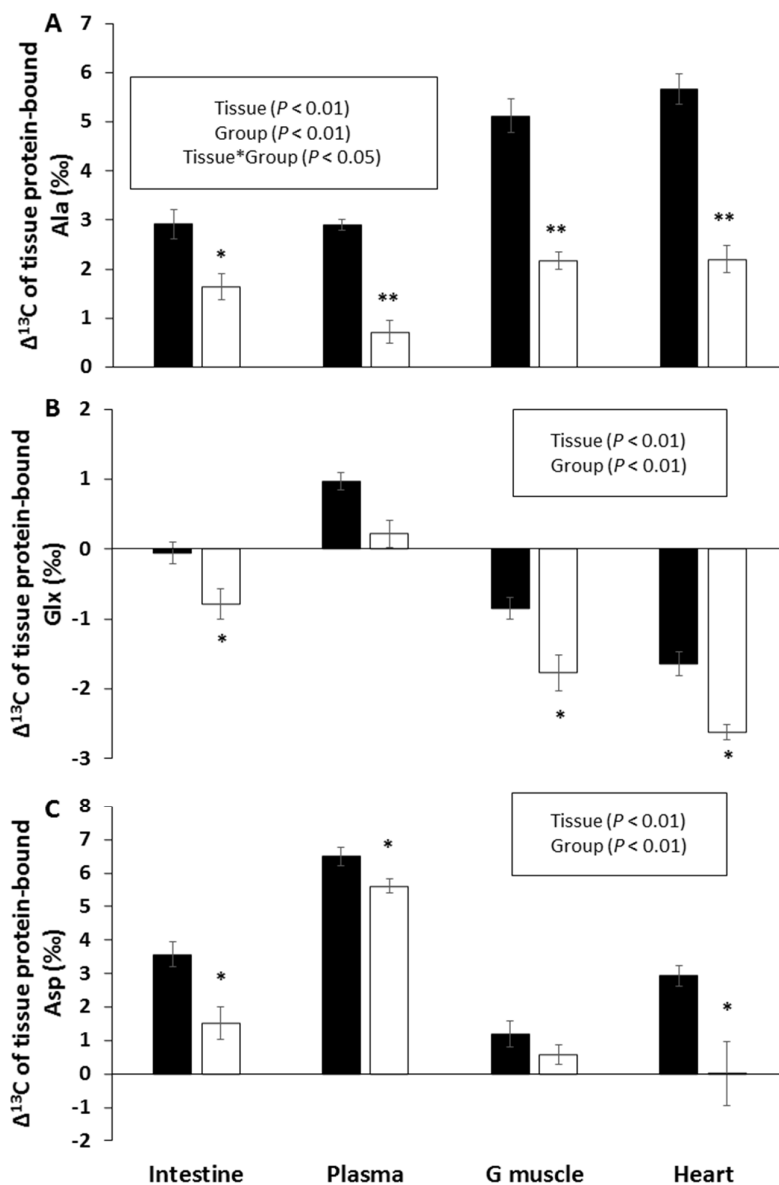 A
Δ¹³C of tissue protein-bound
Ala (‰)
7
6
5
4
3
2
1
0
Tissue (P < 0.01)
Group (P < 0.01)
Tissue*Group (P < 0.05)
*
**
**
**
B
Δ¹³C of tissue protein-bound
Glx (‰)
2
1
0
-1
-2
-3
Tissue (P < 0.01)
Group (P < 0.01)
*
*
*
C
Δ¹³C of tissue protein-bound
Asp (‰)
8
7
6
5
4
3
2
1
0
-1
-2
Tissue (P < 0.01)
Group (P < 0.01)
*
*
*
Intestine Plasma G muscle Heart